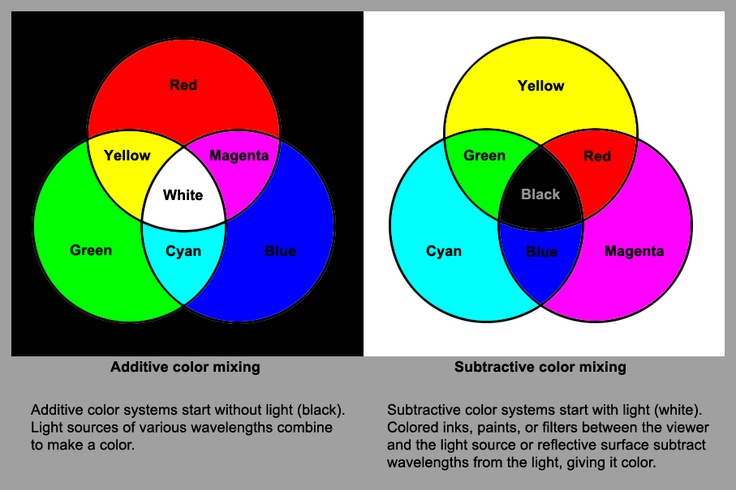 Red
Yellow
Magenta
White
Green
Cyan
Blue
Additive color mixing
Additive color systems start without light (black).
Light sources of various wavelengths combine
to make a color.
Yellow
Green
Red
Black
Cyan
Blue
Magenta
Subtractive color mixing
Subtractive color systems start with light (white).
Colored inks, paints, or filters between the viewer
and the light source or reflective surface subtract
wavelengths from the light, giving it color.